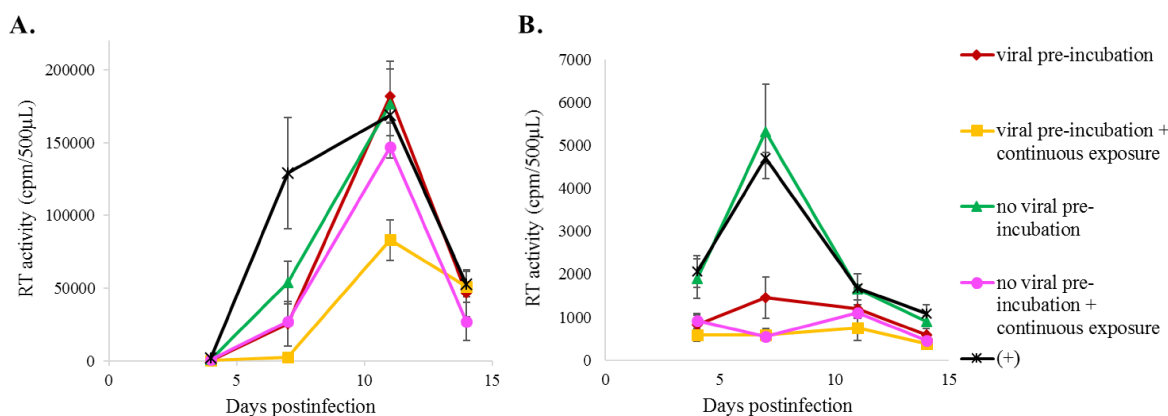 A.
RT activity (cpm/500µL)
200000
150000
100000
50000
0
0 5 10 15
Days postinfection
B.
RT activity (cpm/500µL)
7000
6000
5000
4000
3000
2000
1000
0
0 5 10 15
Days postinfection
viral pre-incubation
viral pre-incubation +
continuous exposure
no viral pre-
incubation
no viral pre-
incubation +
continuous exposure
(+)